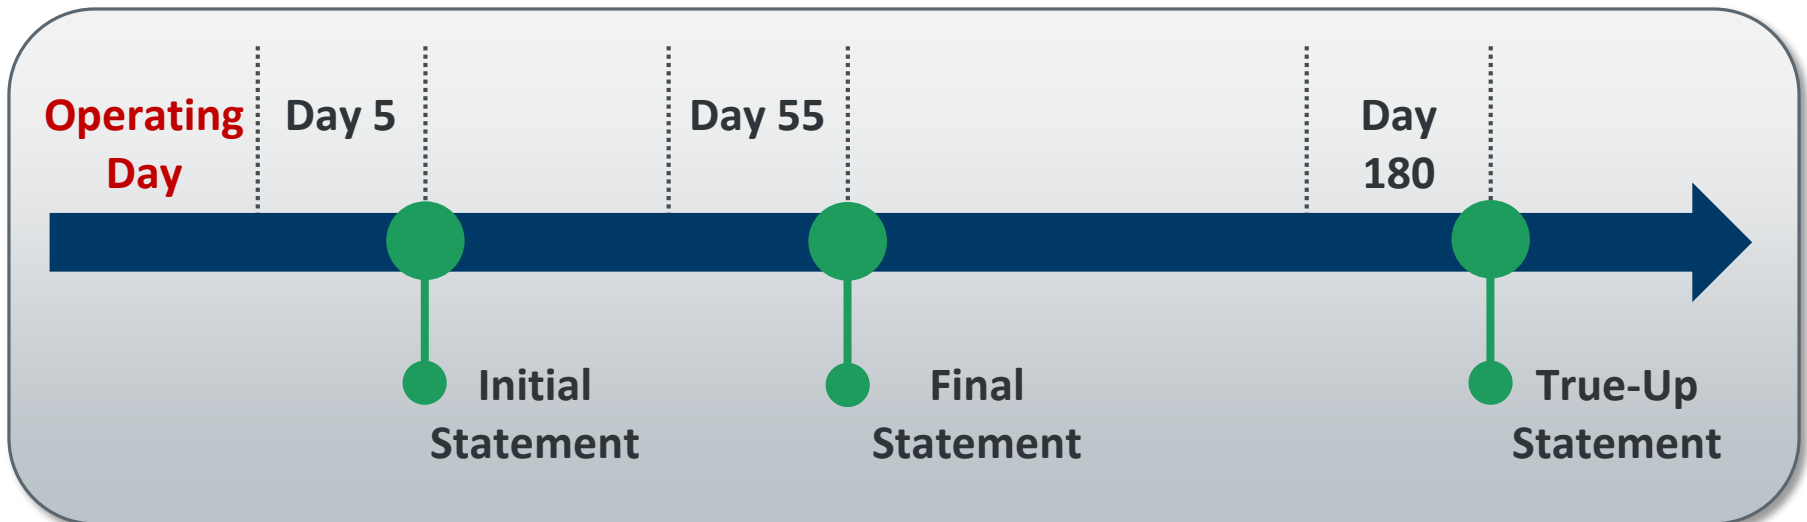 Operating
Day
Day 5
Day 55
Day
180
Initial
Statement
Final
Statement
True-Up
Statement